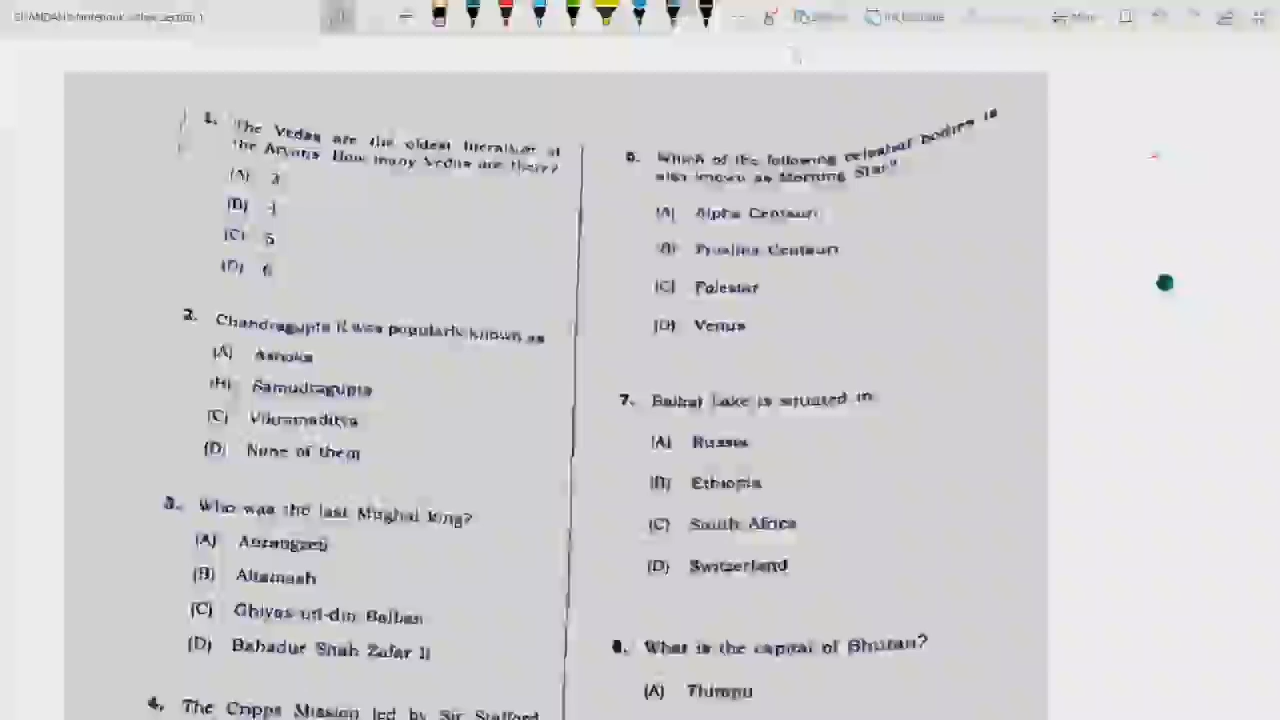 1. The Vedas are the oldest literature of
the Aryans. How many Vedas are there?
(A) 3
(B) 4
(C) 5
(D) 6
2. Chandragupta II was popularly known as
(A) Ashoka
(B) Samudragupta
(C) Vikramaditya
(D) None of them
3. Who was the last Mughal king?
(A) Aurangzeb
(B) Altamash
(C) Ghiyas-ud-din Balban
(D) Bahadur Shah Zafar II
4. The Cripps Mission led by Sir Stafford
6. Which of the following celestial bodies is
also known as Morning Star?
(A) Alpha Centauri
(B) Proxima Centauri
(C) Polestar
(D) Venus
7. Baikal Lake is situated in
(A) Russia
(B) Ethiopia
(C) South Africa
(D) Switzerland
8. What is the capital of Bhutan?
(A) Thimpu